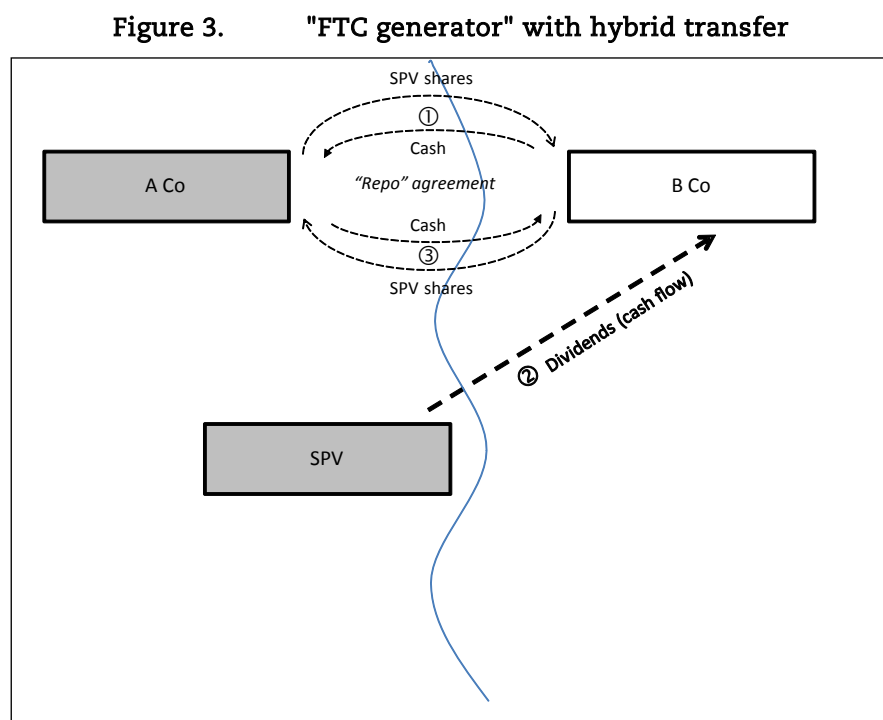 Figure 3. "FTC generator" with hybrid transfer
SPV shares
①
Cash
A Co
“Repo” agreement
B Co
Cash
③
SPV shares
② Dividends (cash flow)
SPV